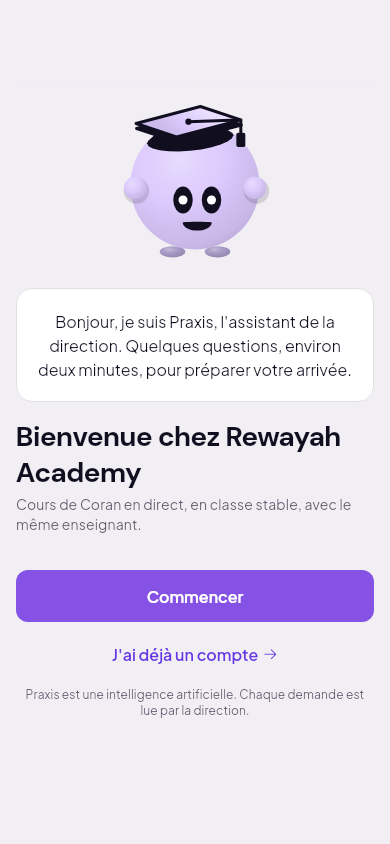 Bonjour, je suis Praxis, l'assistant de la
direction. Quelques questions, environ
deux minutes, pour préparer votre arrivée.
Bienvenue chez Rewayah
Academy
Cours de Coran en direct, en classe stable, avec le
même enseignant.
Commencer
J'ai déjà un compte →
Praxis est une intelligence artificielle. Chaque demande est
lue par la direction.